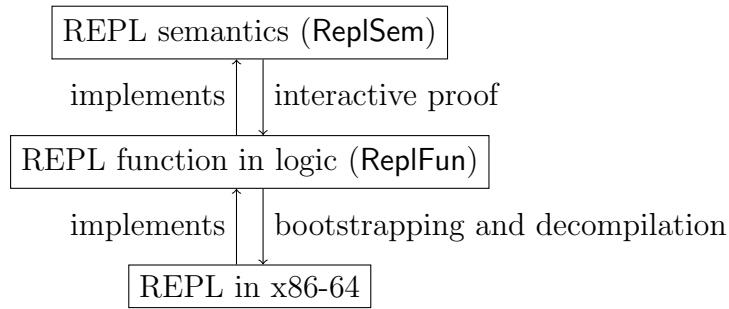 REPL semantics (ReplSem)
implements interactive proof
REPL function in logic (ReplFun)
implements bootstrapping and decompilation
REPL in x86-64